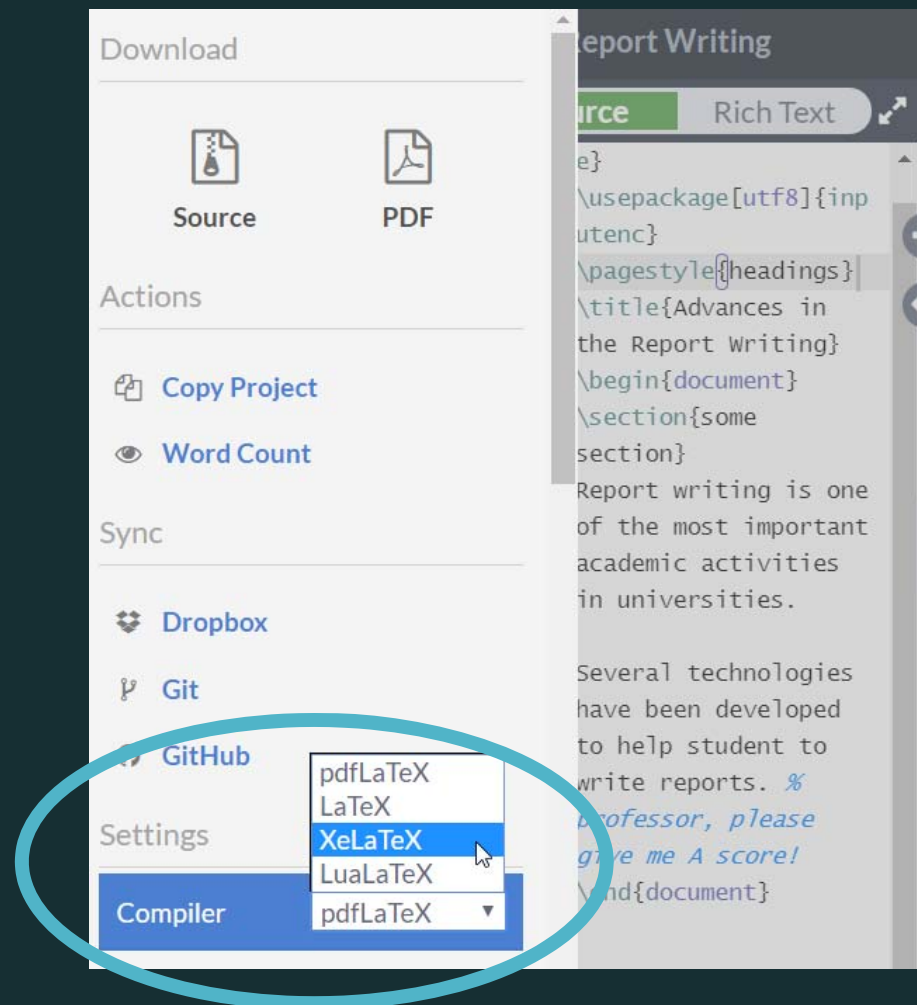 Download
Source
PDF
Actions
Copy Project
Word Count
Sync
Dropbox
Git
GitHub
Settings
pdfLaTeX
LaTeX
XeLaTeX
LuaLaTeX
Compiler
pdfLaTeX
eport Writing
urce
Rich Text
e}
\usepackage[utf8]{inp
utenc}
\pagestyle{headings}
\title{Advances in
the Report Writing}
\begin{document}
\section{some
section}
Report writing is one
of the most important
academic activities
in universities.
Several technologies
have been developed
to help student to
write reports. %
professor, please
give me A score!
\end{document}